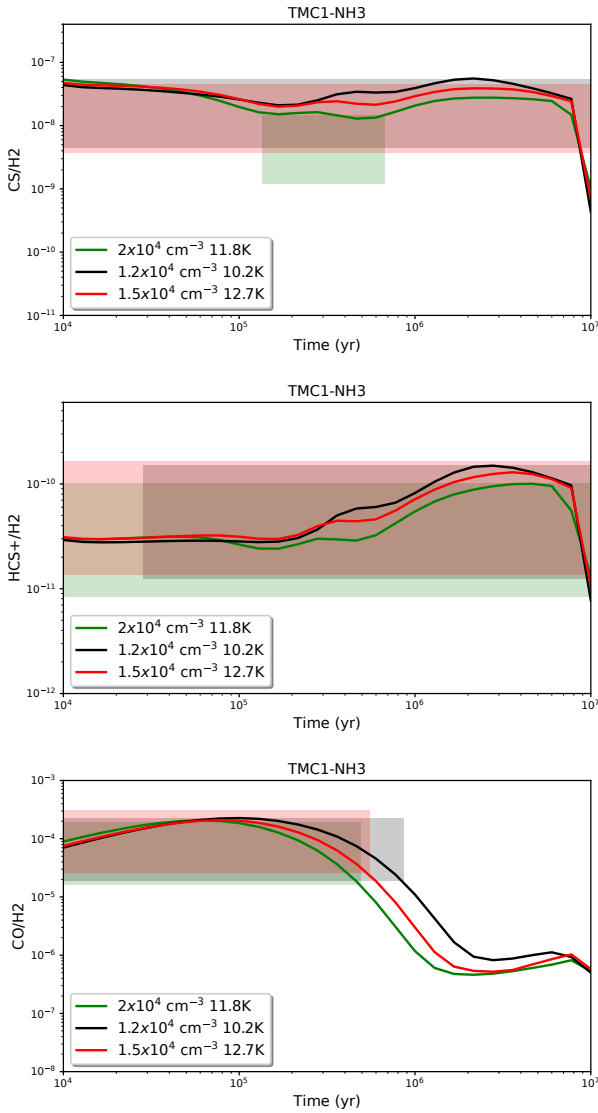 TMC1-NH3
10⁻⁷
10⁻⁸
CS/H2
10⁻⁹
10⁻¹⁰
10⁻¹¹
2x10⁴ cm⁻³ 11.8K
1.2x10⁴ cm⁻³ 10.2K
1.5x10⁴ cm⁻³ 12.7K
10⁴ 10⁵ 10⁶ 10⁷
Time (yr)
TMC1-NH3
10⁻¹⁰
HCS+/H2
10⁻¹¹
10⁻¹²
2x10⁴ cm⁻³ 11.8K
1.2x10⁴ cm⁻³ 10.2K
1.5x10⁴ cm⁻³ 12.7K
10⁴ 10⁵ 10⁶ 10⁷
Time (yr)
TMC1-NH3
10⁻³
10⁻⁴
10⁻⁵
CO/H2
10⁻⁶
10⁻⁷
10⁻⁸
2x10⁴ cm⁻³ 11.8K
1.2x10⁴ cm⁻³ 10.2K
1.5x10⁴ cm⁻³ 12.7K
10⁴ 10⁵ 10⁶ 10⁷
Time (yr)